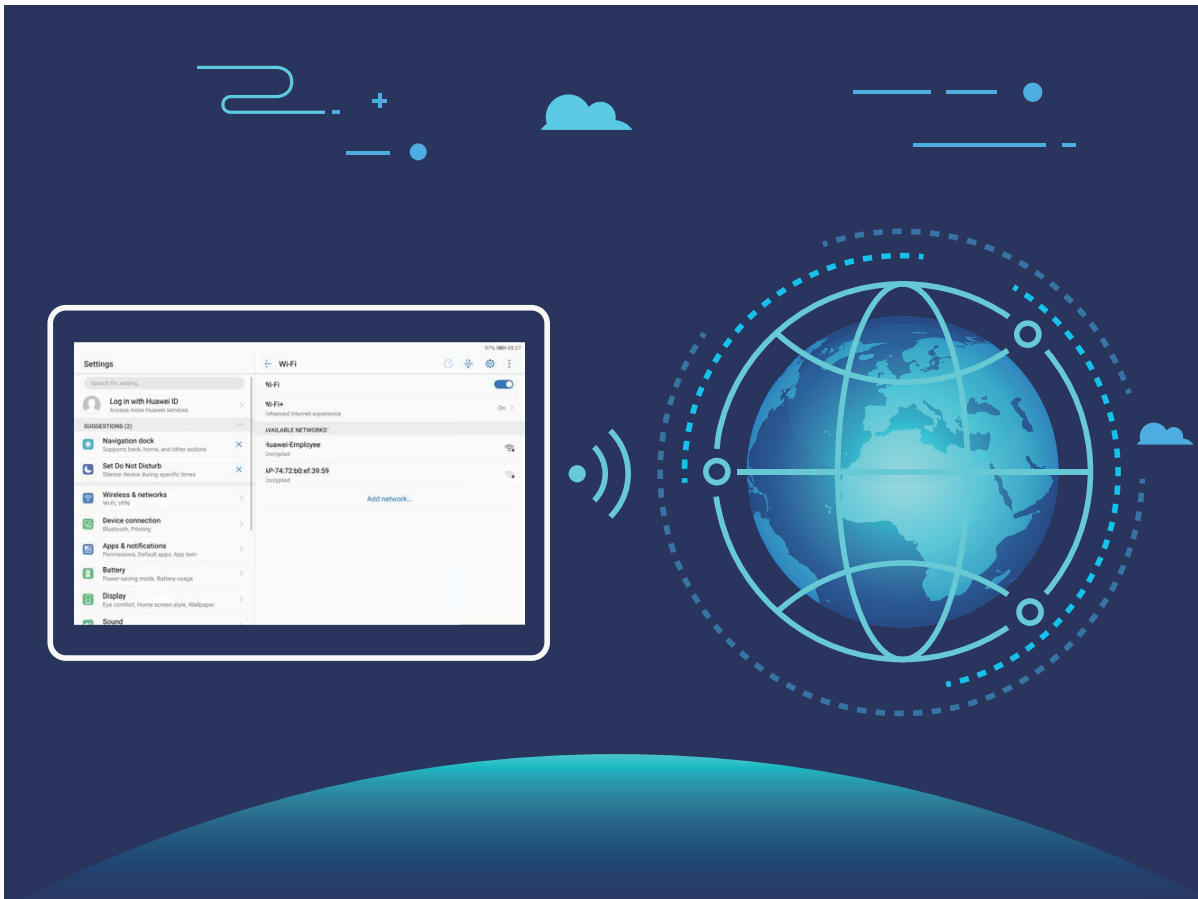 97% 09:27
Settings
Search for setting..
Log in with Huawei ID
Access more Huawei services
SUGGESTIONS (2)
Navigation dock
Supports back, home, and other actions
Set Do Not Disturb
Silence device during specific times
Wireless & networks
Wi-Fi, VPN
Device connection
Bluetooth, Printing
Apps & notifications
Permissions, Default apps, App twin
Battery
Power saving mode, Battery usage
Display
Eye comfort, Home screen style, Wallpaper
Sound
Wi-Fi
Wi-Fi
Wi-Fi+
Enhanced Internet experience
On
AVAILABLE NETWORKS
Huawei-Employee
Encrypted
AP-74:72:b0:ef:39:59
Encrypted
Add network..